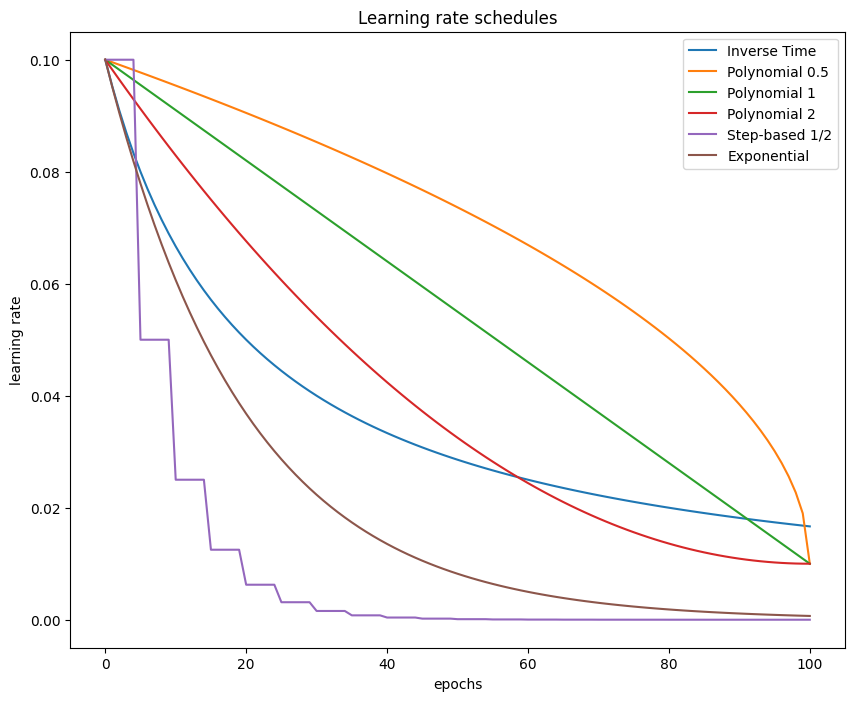 Learning rate schedules
Inverse Time
Polynomial 0.5
Polynomial 1
Polynomial 2
Step-based 1/2
Exponential
learning rate
0.10
0.08
0.06
0.04
0.02
0.00
0 20 40 60 80 100
epochs